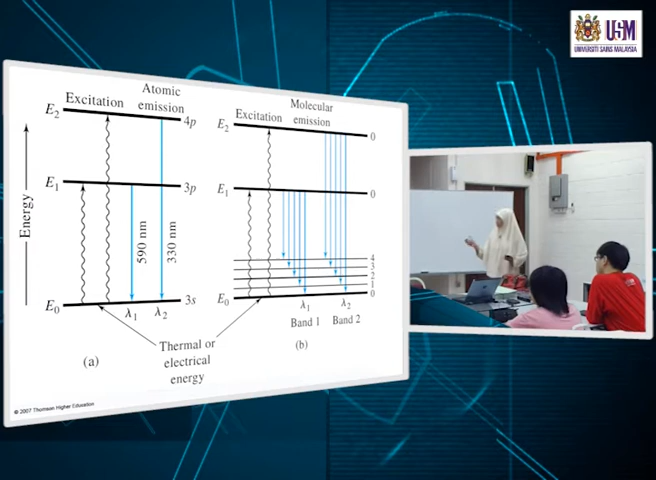 USM
UNIVERSITI SAINS MALAYSIA
Atomic
Excitation emission
E2 4p
E1 3p
Energy
590 nm
330 nm
E0 3s
λ1 λ2
(a)
Molecular
Excitation emission
E2 0
E1 0
4
3
2
1
E0 0
λ1 λ2
Band 1 Band 2
(b)
Thermal or
electrical
energy
© 2007 Thomson Higher Education